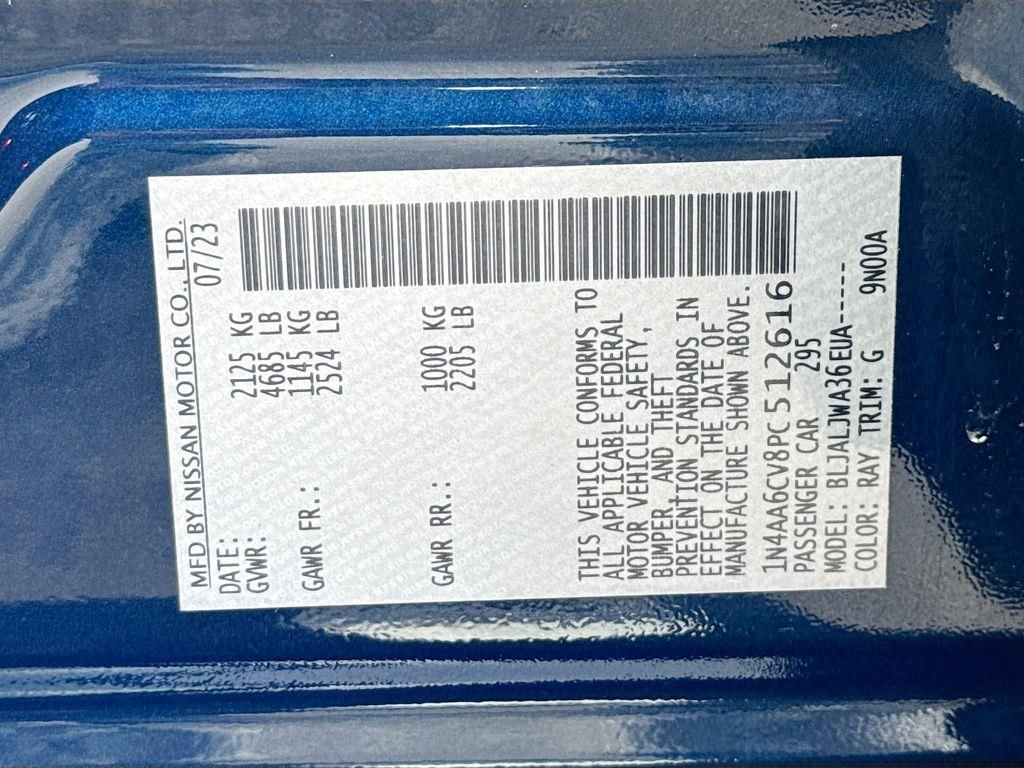 MFD BY NISSAN MOTOR CO., LTD.
DATE: 07/23
GVWR: 2125 KG
4685 LB
GAWR FR.: 1145 KG
2524 LB
GAWR RR.: 1000 KG
2205 LB
THIS VEHICLE CONFORMS TO
ALL APPLICABLE FEDERAL
MOTOR VEHICLE SAFETY,
BUMPER, AND THEFT
PREVENTION STANDARDS IN
EFFECT ON THE DATE OF
MANUFACTURE SHOWN ABOVE.
1N4AA6CV8PC512616
PASSENGER CAR 295
MODEL: BLJALJWA36EUA-----
COLOR: RAY TRIM: G 9N00A